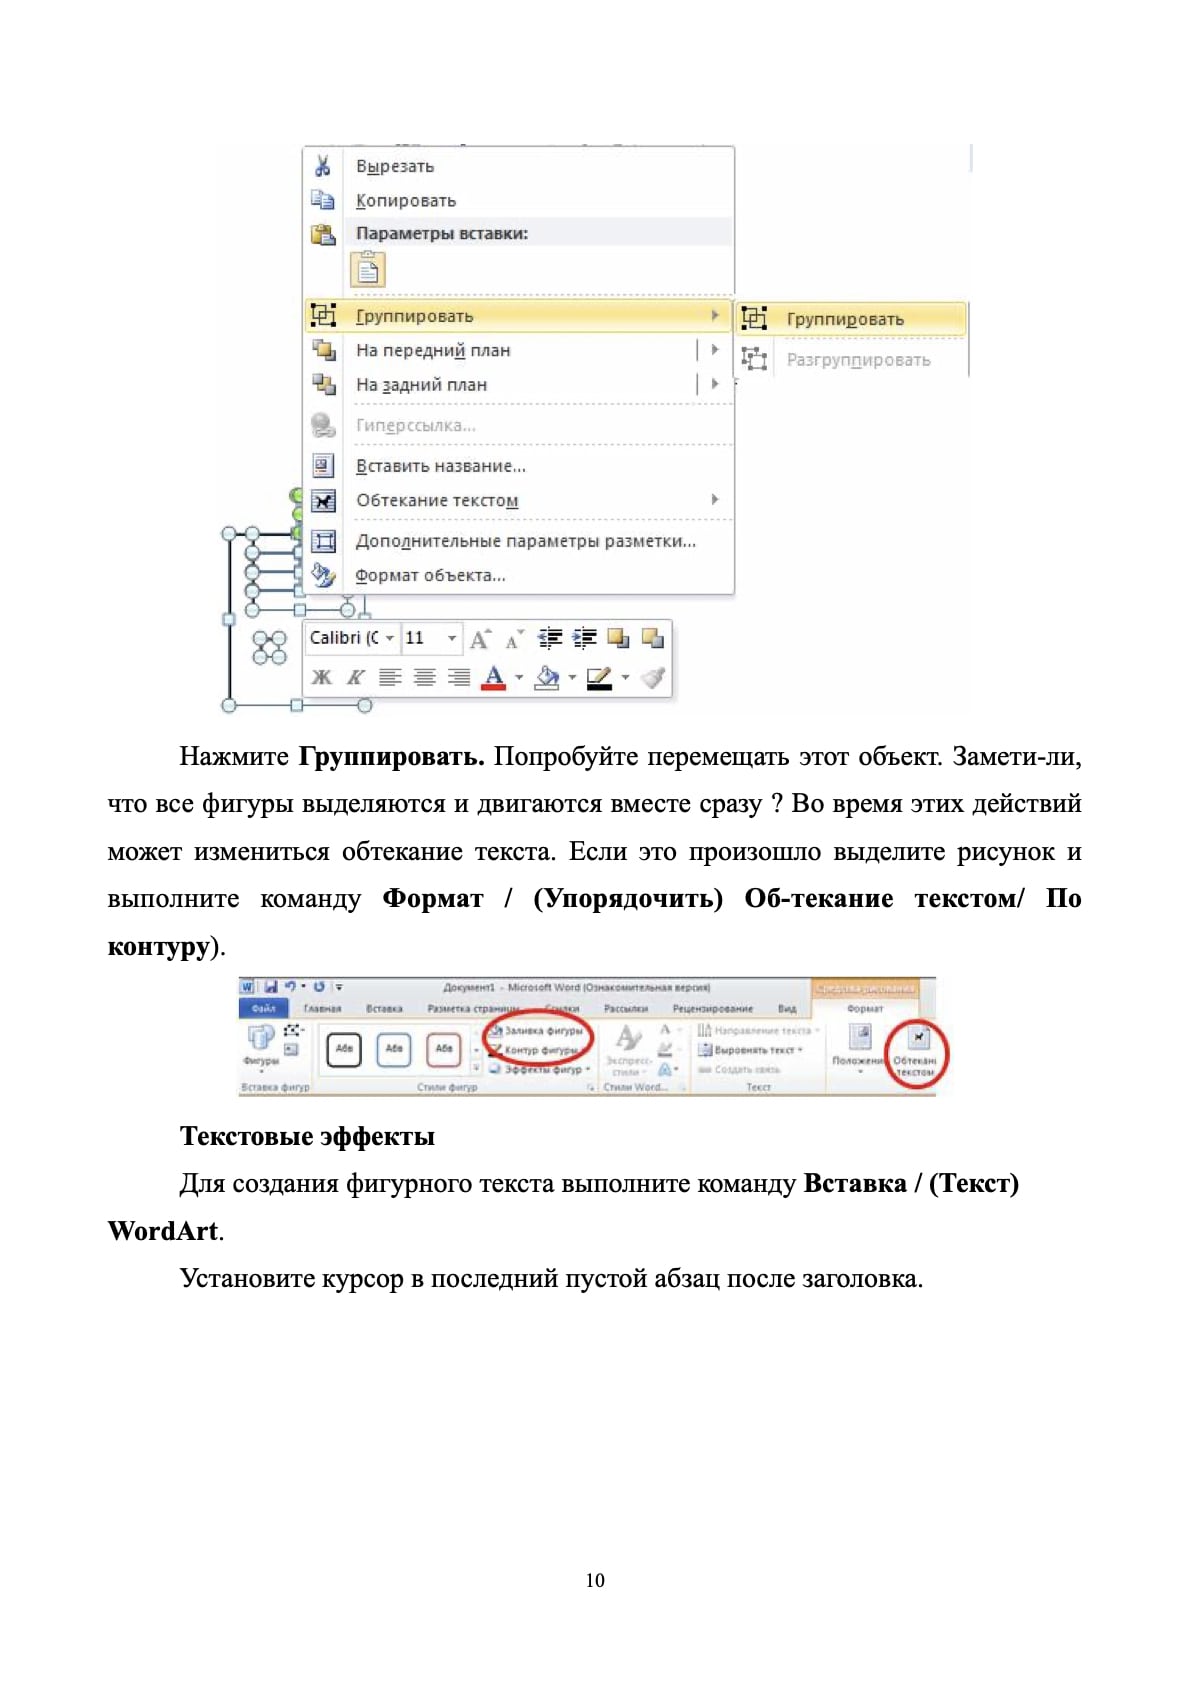 Вырезать
Копировать
Параметры вставки:
Группировать
Группировать
На передний план
Разгруппировать
На задний план
Гиперссылка...
Вставить название...
Обтекание текстом
Дополнительные параметры разметки...
Формат объекта...
Calibri (С 11
Ж К
Нажмите Группировать. Попробуйте перемещать этот объект. Замети-ли,
что все фигуры выделяются и двигаются вместе сразу ? Во время этих действий
может измениться обтекание текста. Если это произошло выделите рисунок и
выполните команду Формат / (Упорядочить) Об-текание текстом/ По
контуру).
Документ1 - Microsoft Word (Ознакомительная версия) Средства рисования
Файл Главная Вставка Разметка страницы Ссылки Рассылки Рецензирование Вид Формат
Заливка фигуры Направление текста
Абв Абв Абв Контур фигуры Выровнять текст
Фигуры Экспресс-стили Положение Обтекани
Эффекты фигур Создать связь текстом
Вставка фигур Стили фигур Стили Word... Текст
Текстовые эффекты
Для создания фигурного текста выполните команду Вставка / (Текст)
WordArt.
Установите курсор в последний пустой абзац после заголовка.
10